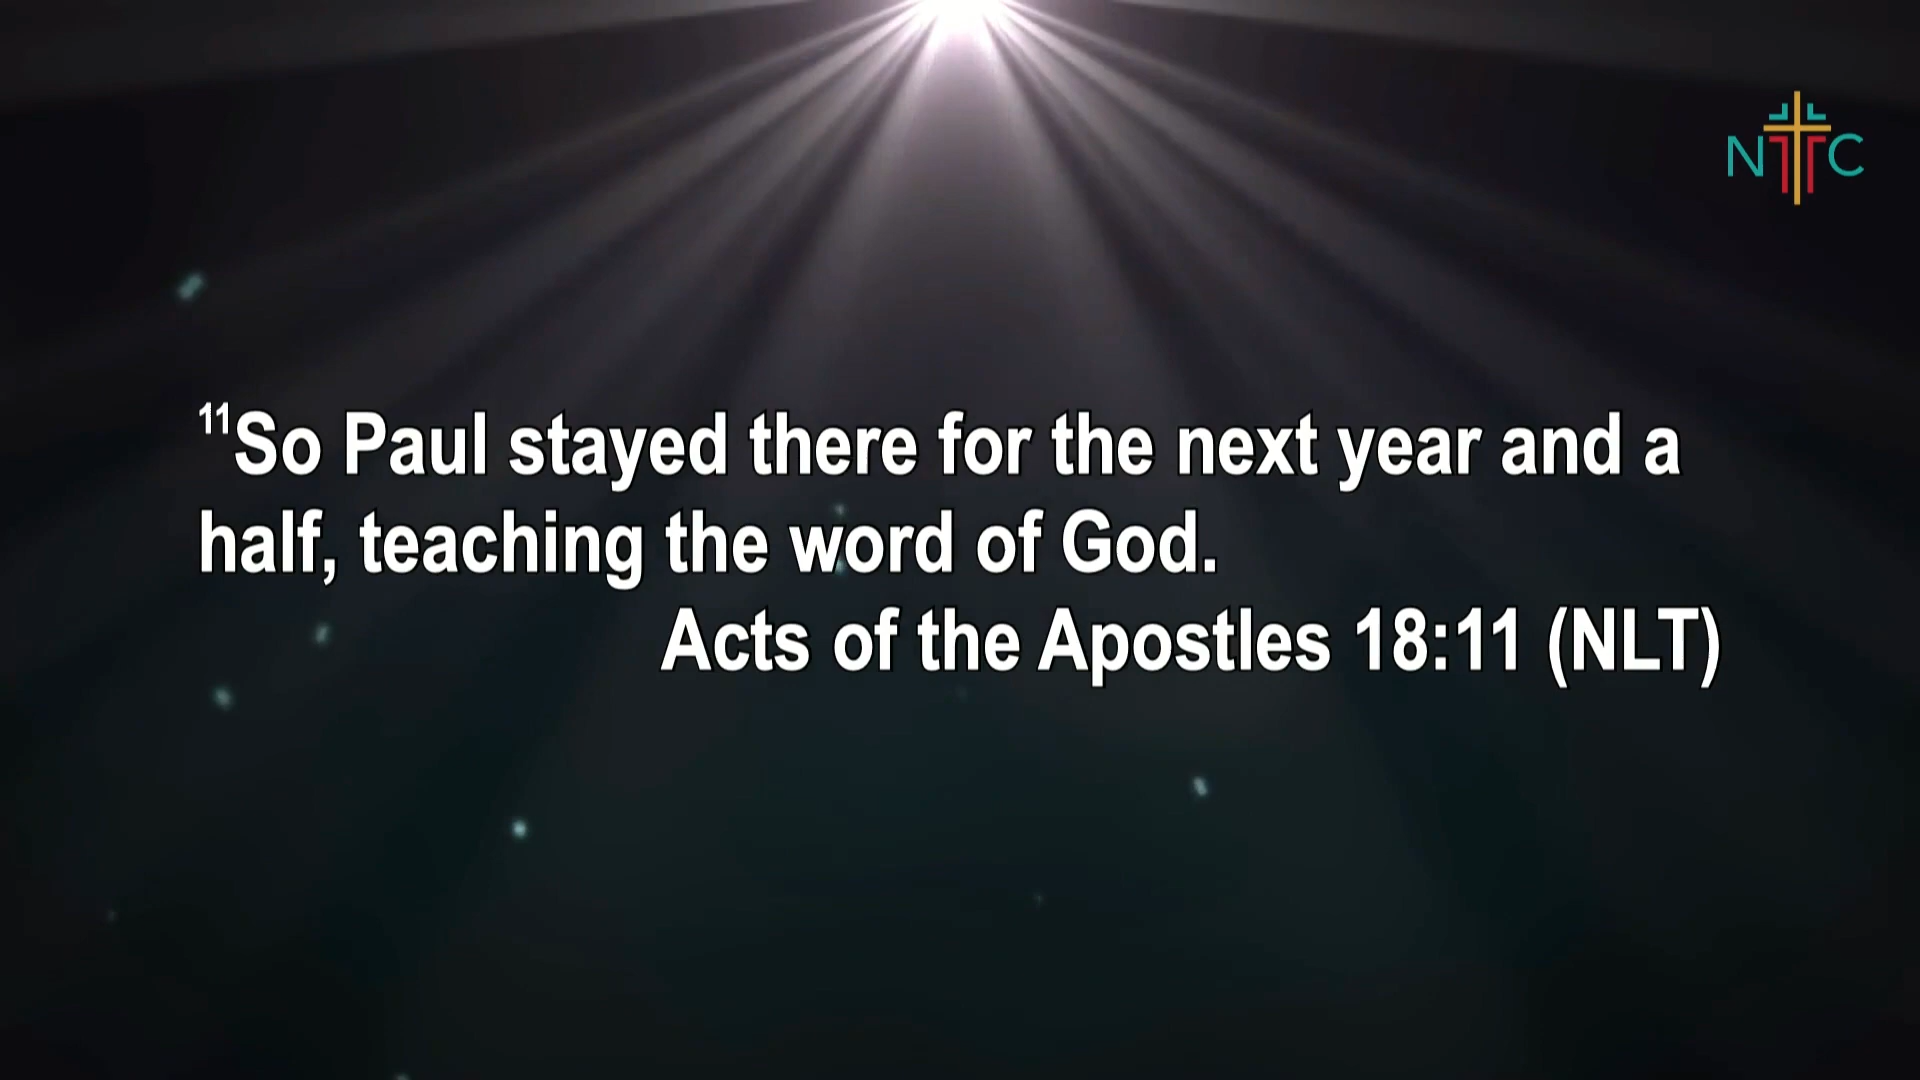 NTC
¹¹So Paul stayed there for the next year and a
half, teaching the word of God.
Acts of the Apostles 18:11 (NLT)